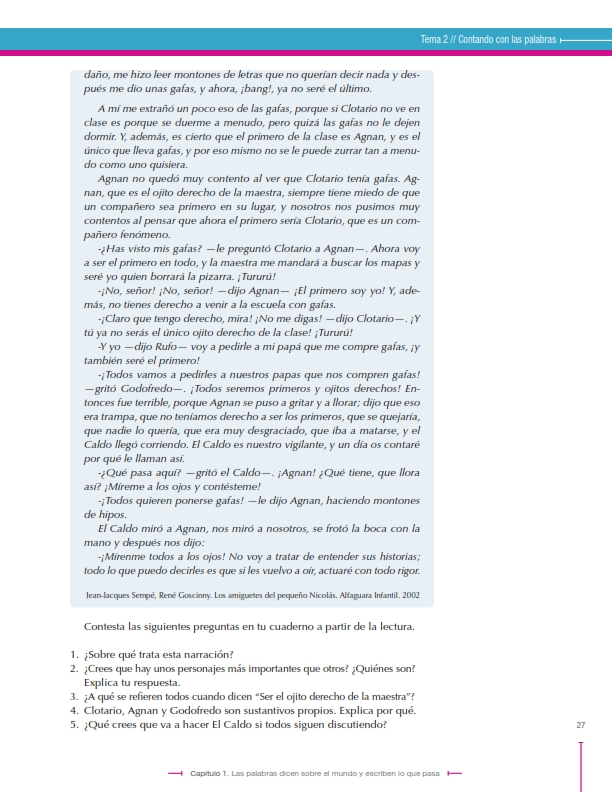 Tema 2 // Contando con las palabras
daño, me hizo leer montones de letras que no querían decir nada y des-
pués me dio unas gafas, y ahora, ¡bang!, ya no seré el último.
A mí me extrañó un poco eso de las gafas, porque si Clotario no ve en
clase es porque se duerme a menudo, pero quizá las gafas no le dejen
dormir. Y, además, es cierto que el primero de la clase es Agnan, y es el
único que lleva gafas, y por eso mismo no se le puede zurrar tan a menu-
do como uno quisiera.
Agnan no quedó muy contento al ver que Clotario tenía gafas. Ag-
nan, que es el ojito derecho de la maestra, siempre tiene miedo de que
un compañero sea primero en su lugar, y nosotros nos pusimos muy
contentos al pensar que ahora el primero sería Clotario, que es un com-
pañero fenómeno.
-¿Has visto mis gafas? —le preguntó Clotario a Agnan—. Ahora voy
a ser el primero en todo, y la maestra me mandará a buscar los mapas y
seré yo quien borrará la pizarra. ¡Tururú!
-¡No, señor! ¡No, señor! —dijo Agnan— ¡El primero soy yo! Y, ade-
más, no tienes derecho a venir a la escuela con gafas.
-¡Claro que tengo derecho, mira! ¡No me digas! —dijo Clotario—. ¡Y
tú ya no serás el único ojito derecho de la clase! ¡Tururú!
-Y yo —dijo Rufo— voy a pedirle a mi papá que me compre gafas, ¡y
también seré el primero!
-¡Todos vamos a pedirles a nuestros papas que nos compren gafas!
—gritó Godofredo—. ¡Todos seremos primeros y ojitos derechos! En-
tonces fue terrible, porque Agnan se puso a gritar y a llorar; dijo que eso
era trampa, que no teníamos derecho a ser los primeros, que se quejaría,
que nadie lo quería, que era muy desgraciado, que iba a matarse, y el
Caldo llegó corriendo. El Caldo es nuestro vigilante, y un día os contaré
por qué le llaman así.
-¿Qué pasa aquí? —gritó el Caldo—. ¡Agnan! ¿Qué tiene, que llora
así? ¡Míreme a los ojos y contésteme!
-¡Todos quieren ponerse gafas! —le dijo Agnan, haciendo montones
de hipos.
El Caldo miró a Agnan, nos miró a nosotros, se frotó la boca con la
mano y después nos dijo:
-¡Mírenme todos a los ojos! No voy a tratar de entender sus historias;
todo lo que puedo decirles es que si les vuelvo a oír, actuaré con todo rigor.
Jean-Jacques Sempé, René Goscinny. Los amiguetes del pequeño Nicolás. Alfaguara Infantil. 2002
Contesta las siguientes preguntas en tu cuaderno a partir de la lectura.
1. ¿Sobre qué trata esta narración?
2. ¿Crees que hay unos personajes más importantes que otros? ¿Quiénes son?
Explica tu respuesta.
3. ¿A qué se refieren todos cuando dicen “Ser el ojito derecho de la maestra”?
4. Clotario, Agnan y Godofredo son sustantivos propios. Explica por qué.
5. ¿Qué crees que va a hacer El Caldo si todos siguen discutiendo?
27
Capítulo 1. Las palabras dicen sobre el mundo y escriben lo que pasa